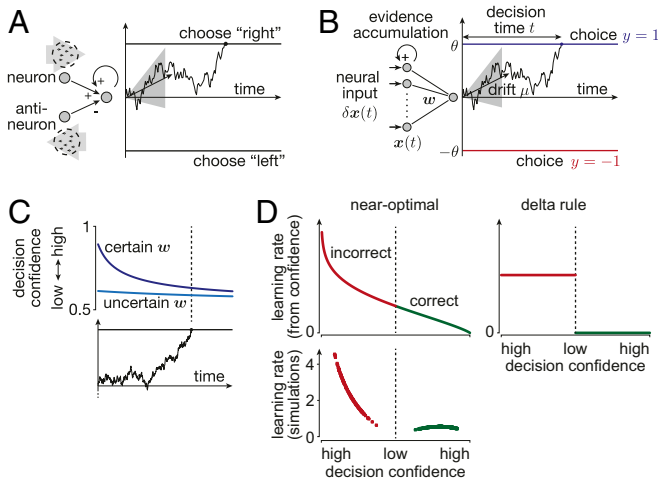 A
choose “right”
neuron
anti-
neuron
+
+
-
time
choose “left”
B
evidence
accumulation
decision
time t
θ
choice y = 1
+
neural
input
δx(t)
w
x(t)
drift μ
time
−θ
choice y = −1
C
decision
confidence
low ↔ high
1
0.5
certain w
uncertain w
time
D
near-optimal
learning rate
(from confidence)
0
incorrect
correct
delta rule
0
high low high
decision confidence
learning rate
(simulations)
4
2
0
high low high
decision confidence